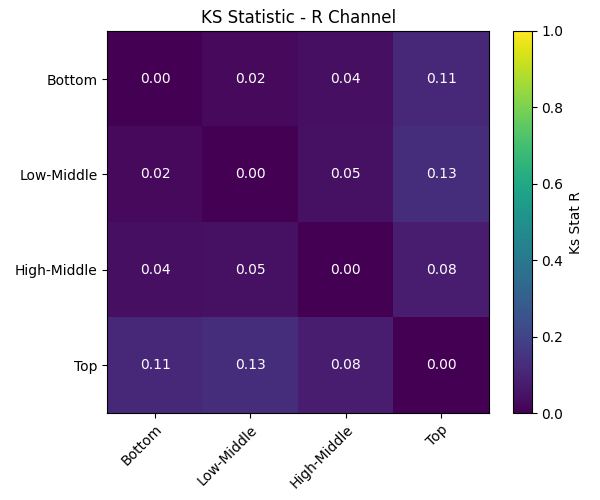 KS Statistic - R Channel
Bottom 0.00 0.02 0.04 0.11
Low-Middle 0.02 0.00 0.05 0.13
High-Middle 0.04 0.05 0.00 0.08
Top 0.11 0.13 0.08 0.00
Bottom Low-Middle High-Middle Top
1.0
0.8
0.6
0.4
0.2
0.0
Ks Stat R